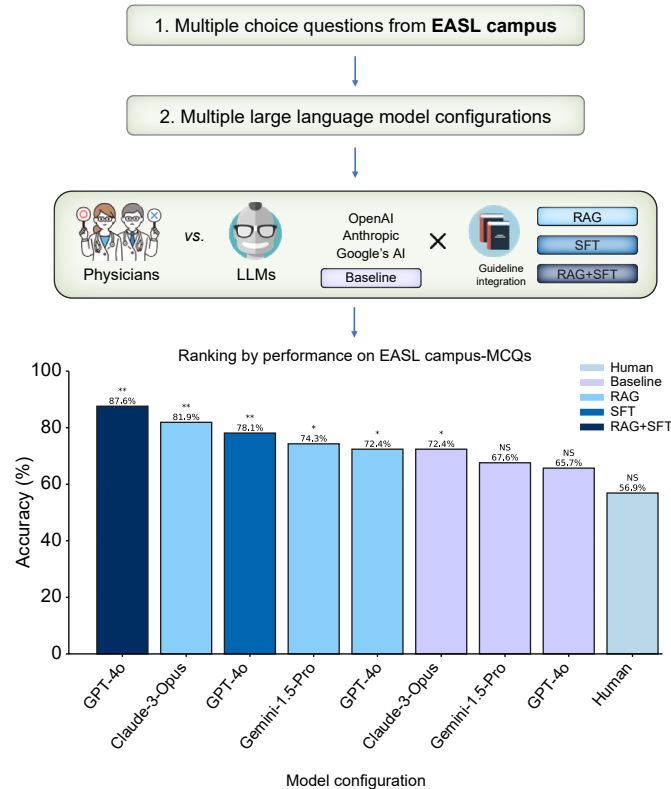 1. Multiple choice questions from EASL campus
2. Multiple large language model configurations
Physicians
vs.
LLMs
OpenAI
Anthropic
Google's AI
Baseline
Guideline
integration
RAG
SFT
RAG+SFT
Ranking by performance on EASL campus-MCQs
Human
Baseline
RAG
SFT
RAG+SFT
Accuracy (%)
100
80
60
40
20
0
**
87.6%
**
81.9%
**
78.1%
*
74.3%
*
72.4%
*
72.4%
NS
67.6%
NS
65.7%
NS
56.9%
GPT-4o
Claude-3-Opus
GPT-4o
Gemini-1.5-Pro
GPT-4o
Claude-3-Opus
Gemini-1.5-Pro
GPT-4o
Human
Model configuration